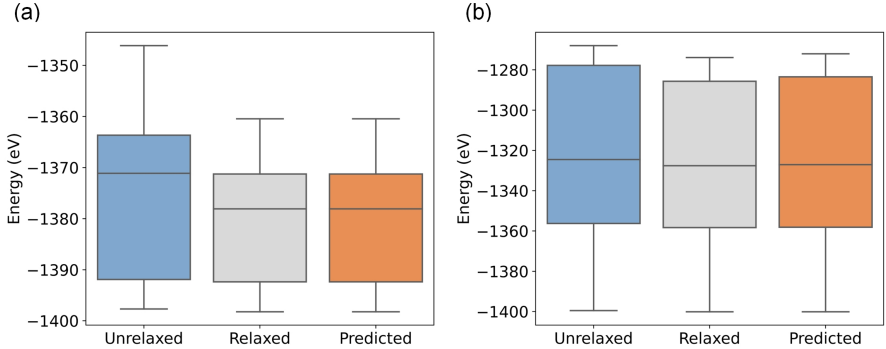 (a)
Energy (eV)
−1350
−1360
−1370
−1380
−1390
−1400
Unrelaxed Relaxed Predicted
(b)
Energy (eV)
−1280
−1300
−1320
−1340
−1360
−1380
−1400
Unrelaxed Relaxed Predicted